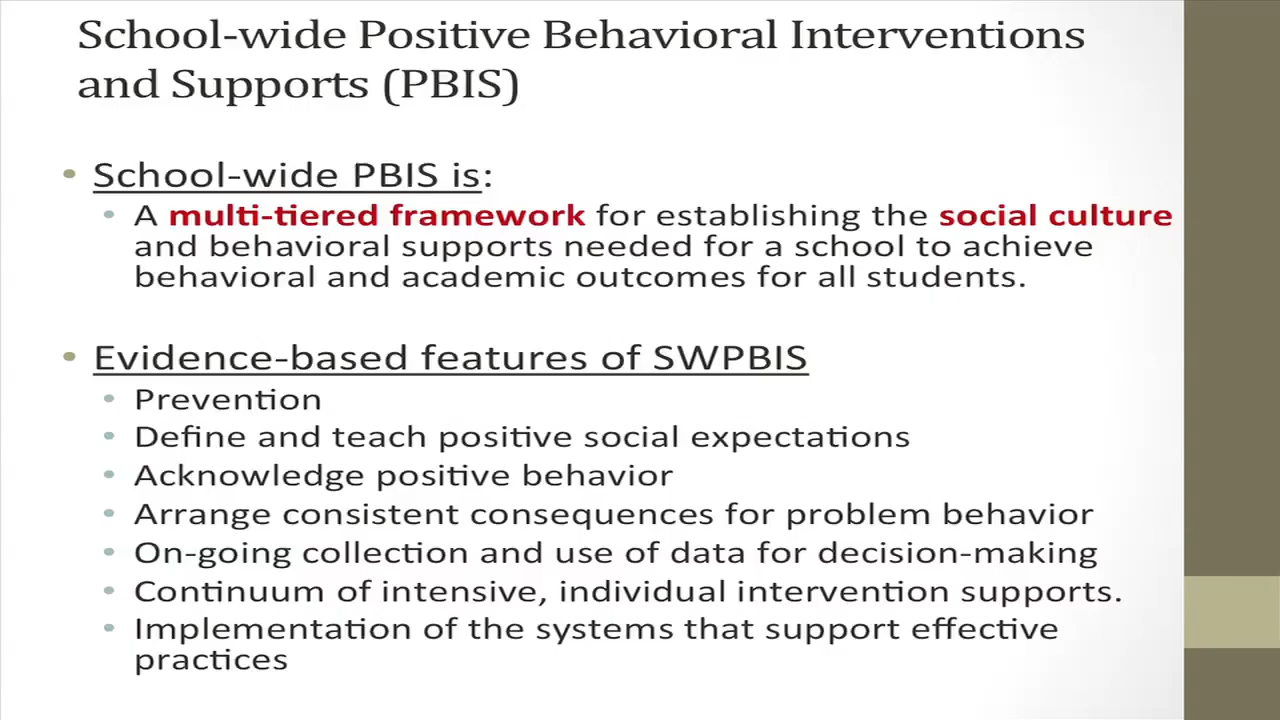 School-wide Positive Behavioral Interventions
and Supports (PBIS)
• School-wide PBIS is:
• A multi-tiered framework for establishing the social culture
and behavioral supports needed for a school to achieve
behavioral and academic outcomes for all students.
• Evidence-based features of SWPBIS
• Prevention
• Define and teach positive social expectations
• Acknowledge positive behavior
• Arrange consistent consequences for problem behavior
• On-going collection and use of data for decision-making
• Continuum of intensive, individual intervention supports.
• Implementation of the systems that support effective
practices